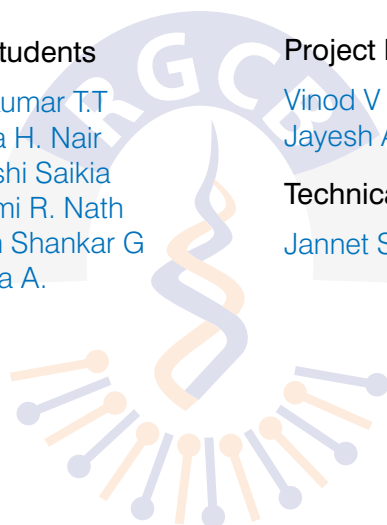 RGCB
tudents
umar T.T
a H. Nair
shi Saikia
mi R. Nath
n Shankar G
a A.
Project
Vinod V
Jayesh A
Technica
Jannet S